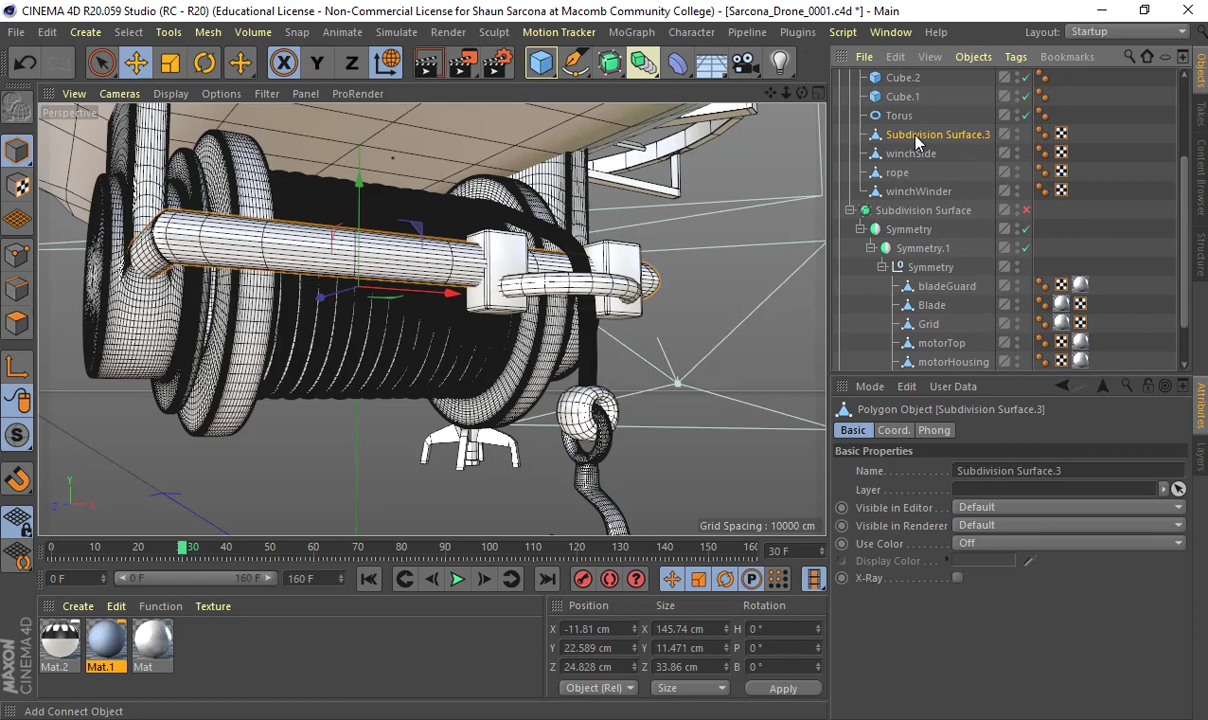 CINEMA 4D R20.059 Studio (RC - R20) (Educational License - Non-Commercial License for Shaun Sarcona at Macomb Community College) - [Sarcona_Drone_0001.c4d *] - Main
File Edit Create Select Tools Mesh Volume Snap Animate Simulate Render Sculpt Motion Tracker MoGraph Character Pipeline Plugins Script Window Help Layout: Startup
X Y Z
File Edit View Objects Tags Bookmarks
View Cameras Display Options Filter Panel ProRender
Perspective
Cube.2
Cube.1
Torus
Subdivision Surface.3
winchSide
rope
winchWinder
Subdivision Surface
Symmetry
Symmetry.1
Symmetry
bladeGuard
Blade
Grid
motorTop
motorHousing
Objects
Takes
Content Browser
Structure
Attributes
Layers
Mode Edit User Data
Polygon Object [Subdivision Surface.3]
Basic Coord. Phong
Basic Properties
Name Subdivision Surface.3
Layer
Visible in Editor Default
Visible in Renderer Default
Use Color Off
Display Color
X-Ray
Y
Z X
Grid Spacing : 10000 cm
0 10 20 30 40 50 60 70 80 90 100 110 120 130 140 150 160 30 F
0 F 0 F 160 F 160 F
Create Edit Function Texture
Mat.2 Mat.1 Mat
Position Size Rotation
X -11.81 cm X 145.74 cm H 0 °
Y 22.589 cm Y 11.471 cm P 0 °
Z 24.828 cm Z 33.86 cm B 0 °
Object (Rel) Size Apply
MAXON
CINEMA 4D
Add Connect Object